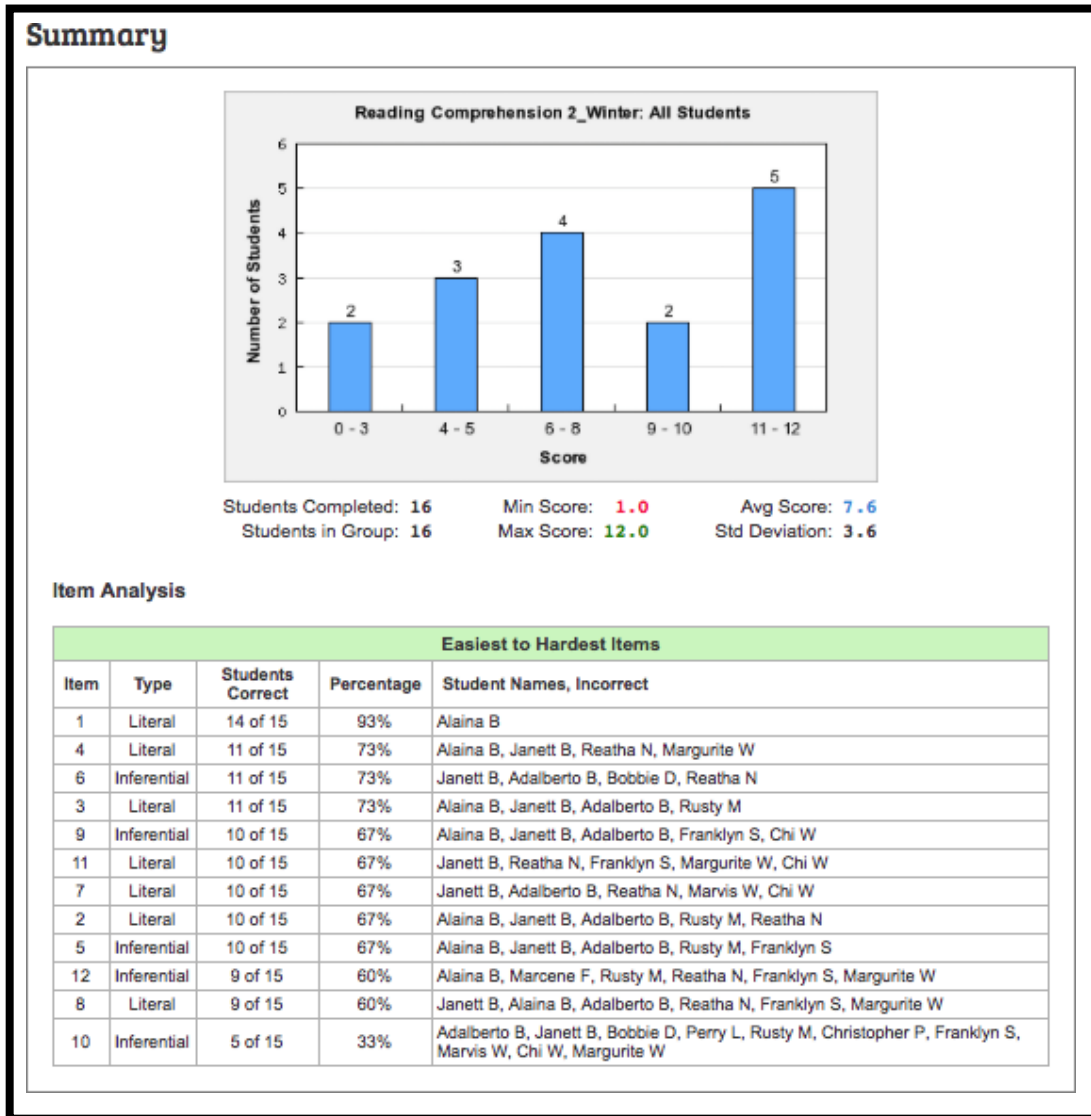 Summary
Reading Comprehension 2_Winter: All Students
6
5
4
3
2
1
0
Number of Students
2
3
4
2
5
0 - 3 4 - 5 6 - 8 9 - 10 11 - 12
Score
Students Completed: 16 Min Score: 1.0 Avg Score: 7.6
Students in Group: 16 Max Score: 12.0 Std Deviation: 3.6
Item Analysis
Easiest to Hardest Items
Item Type Students Correct Percentage Student Names, Incorrect
1 Literal 14 of 15 93% Alaina B
4 Literal 11 of 15 73% Alaina B, Janett B, Reatha N, Margurite W
6 Inferential 11 of 15 73% Janett B, Adalberto B, Bobbie D, Reatha N
3 Literal 11 of 15 73% Alaina B, Janett B, Adalberto B, Rusty M
9 Inferential 10 of 15 67% Alaina B, Janett B, Adalberto B, Franklyn S, Chi W
11 Literal 10 of 15 67% Janett B, Reatha N, Franklyn S, Margurite W, Chi W
7 Literal 10 of 15 67% Janett B, Adalberto B, Reatha N, Marvis W, Chi W
2 Literal 10 of 15 67% Alaina B, Janett B, Adalberto B, Rusty M, Reatha N
5 Inferential 10 of 15 67% Alaina B, Janett B, Adalberto B, Rusty M, Franklyn S
12 Inferential 9 of 15 60% Alaina B, Marcene F, Rusty M, Reatha N, Franklyn S, Margurite W
8 Literal 9 of 15 60% Janett B, Alaina B, Adalberto B, Reatha N, Franklyn S, Margurite W
10 Inferential 5 of 15 33% Adalberto B, Janett B, Bobbie D, Perry L, Rusty M, Christopher P, Franklyn S,
Marvis W, Chi W, Margurite W